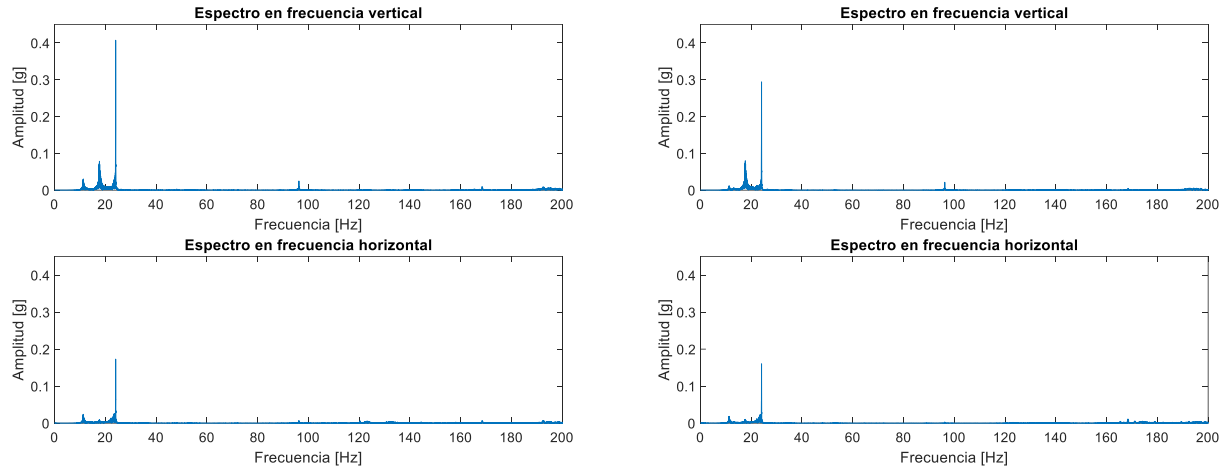 Espectro en frecuencia vertical
0.4
0.3
0.2
0.1
0
Amplitud [g]
0 20 40 60 80 100 120 140 160 180 200
Frecuencia [Hz]
Espectro en frecuencia vertical
0.4
0.3
0.2
0.1
0
Amplitud [g]
0 20 40 60 80 100 120 140 160 180 200
Frecuencia [Hz]
Espectro en frecuencia horizontal
0.4
0.3
0.2
0.1
0
Amplitud [g]
0 20 40 60 80 100 120 140 160 180 200
Frecuencia [Hz]
Espectro en frecuencia horizontal
0.4
0.3
0.2
0.1
0
Amplitud [g]
0 20 40 60 80 100 120 140 160 180 200
Frecuencia [Hz]